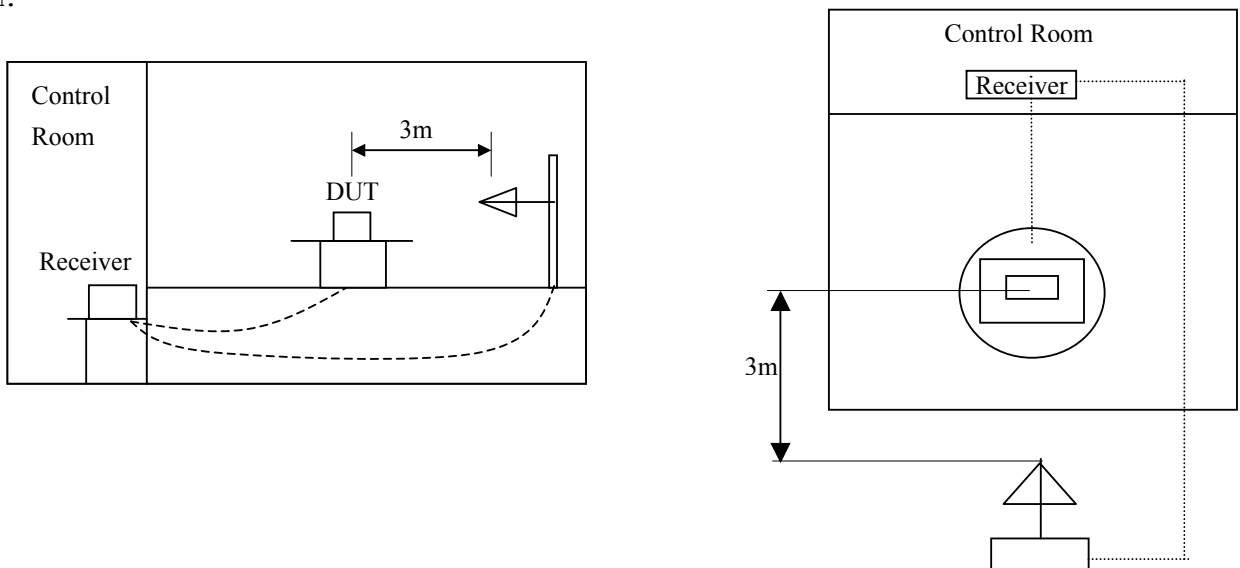 Control
Room
3m
DUT
Receiver
Control Room
Receiver
3m